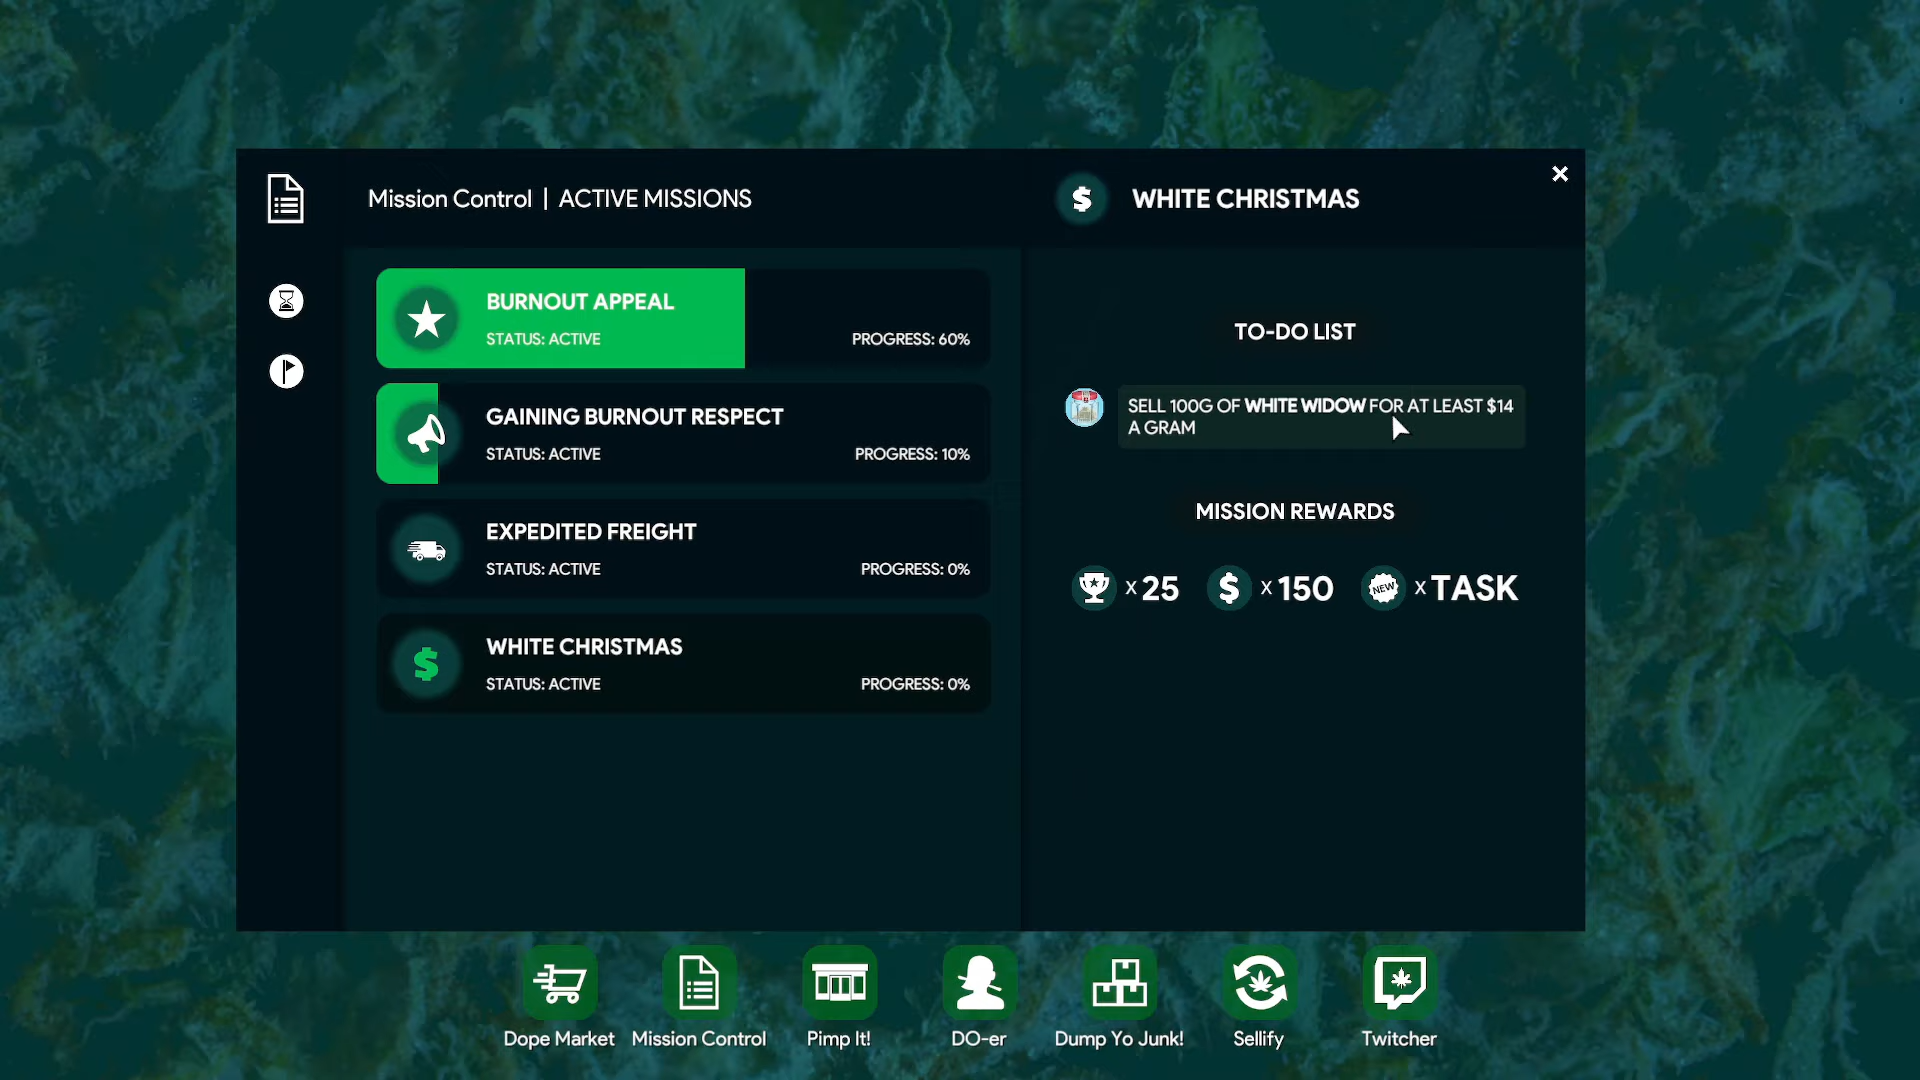 Mission Control | ACTIVE MISSIONS
WHITE CHRISTMAS
BURNOUT APPEAL
STATUS: ACTIVE
PROGRESS: 60%
GAINING BURNOUT RESPECT
STATUS: ACTIVE
PROGRESS: 10%
EXPEDITED FREIGHT
STATUS: ACTIVE
PROGRESS: 0%
WHITE CHRISTMAS
STATUS: ACTIVE
PROGRESS: 0%
TO-DO LIST
SELL 100G OF WHITE WIDOW FOR AT LEAST $14
A GRAM
MISSION REWARDS
x 25
$ x 150
NEW x TASK
Dope Market
Mission Control
Pimp It!
DO-er
Dump Yo Junk!
Sellify
Twitcher